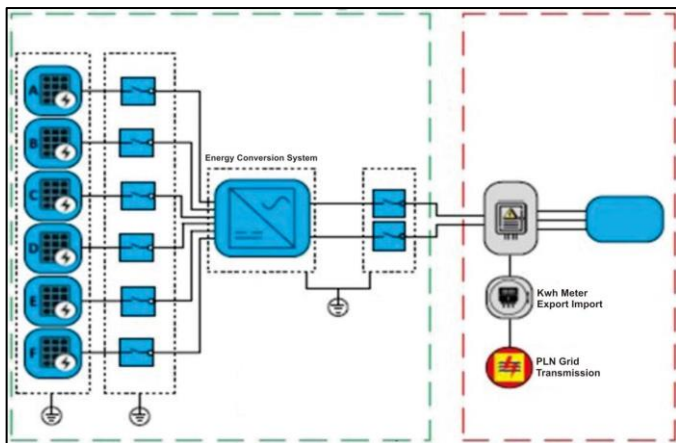 A
B
C
D
E
F
Energy Conversion System
Kwh Meter
Export Import
PLN Grid
Transmission